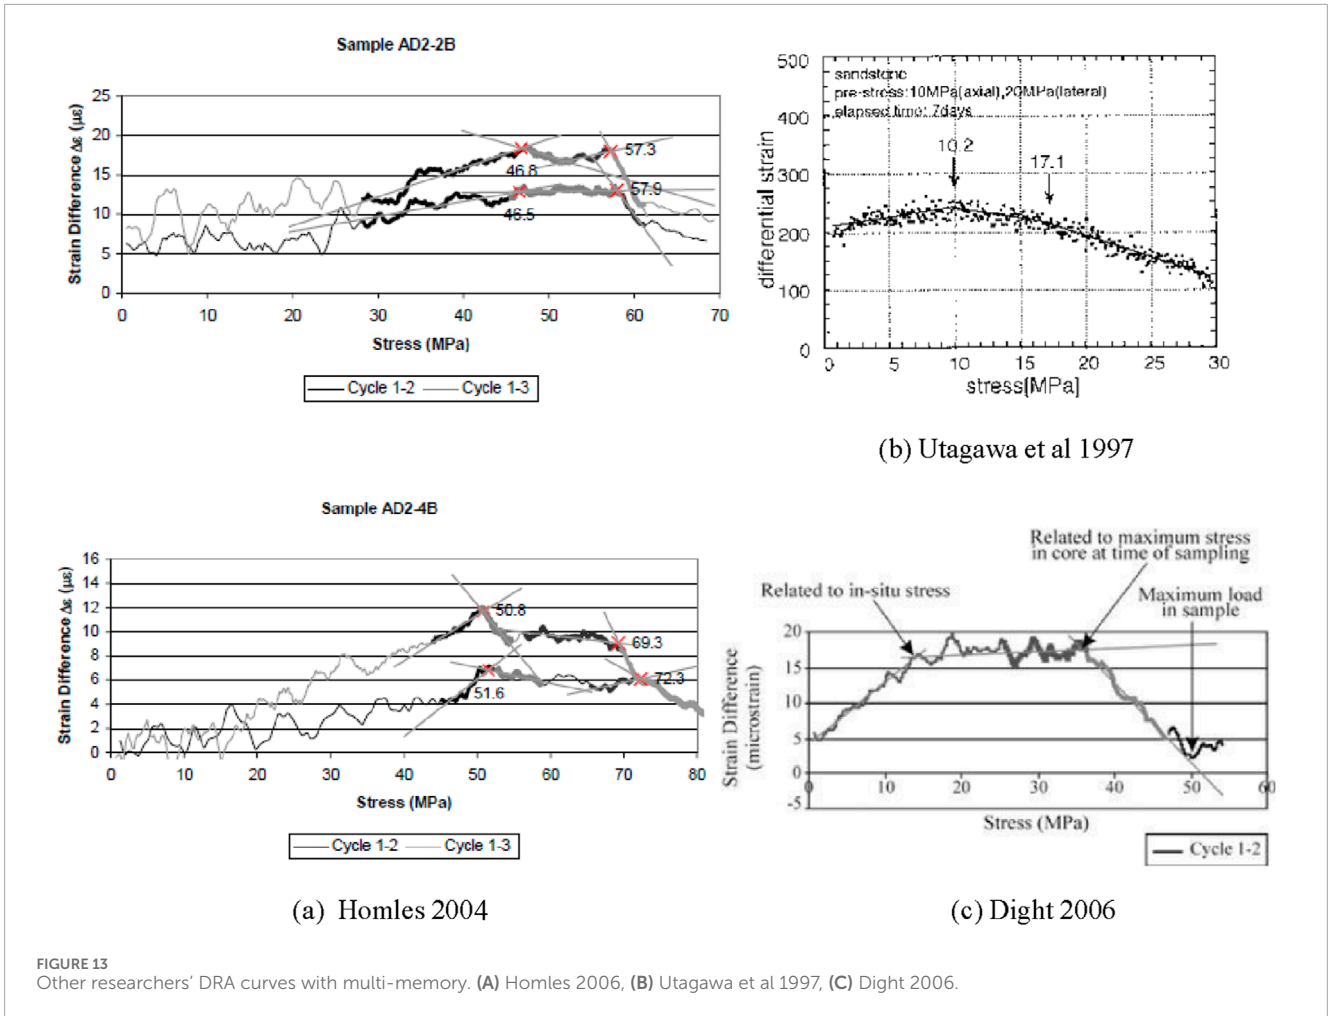 Sample AD2-2B
25
20
15
10
5
0
Strain Difference Δε (με)
57.3
46.8
57.9
46.5
0 10 20 30 40 50 60 70
Stress (MPa)
Cycle 1-2 Cycle 1-3
500
400
300
200
100
0
differential strain
sandstone
pre-stress:10MPa(axial),20MPa(lateral)
elapsed time: 7days
10.2
17.1
0 5 10 15 20 25 30
stress[MPa]
(b) Utagawa et al 1997
Sample AD2-4B
16
14
12
10
8
6
4
2
0
Strain Difference Δε (με)
50.8
69.3
72.3
51.6
0 10 20 30 40 50 60 70 80
Stress (MPa)
Cycle 1-2 Cycle 1-3
(a) Homles 2004
Related to maximum stress
in core at time of sampling
Related to in-situ stress
Maximum load
in sample
20
15
10
5
0
-5
Strain Difference
(microstrain)
0 10 20 30 40 50 60
Stress (MPa)
Cycle 1-2
(c) Dight 2006
FIGURE 13
Other researchers’ DRA curves with multi-memory. (A) Homles 2006, (B) Utagawa et al 1997, (C) Dight 2006.